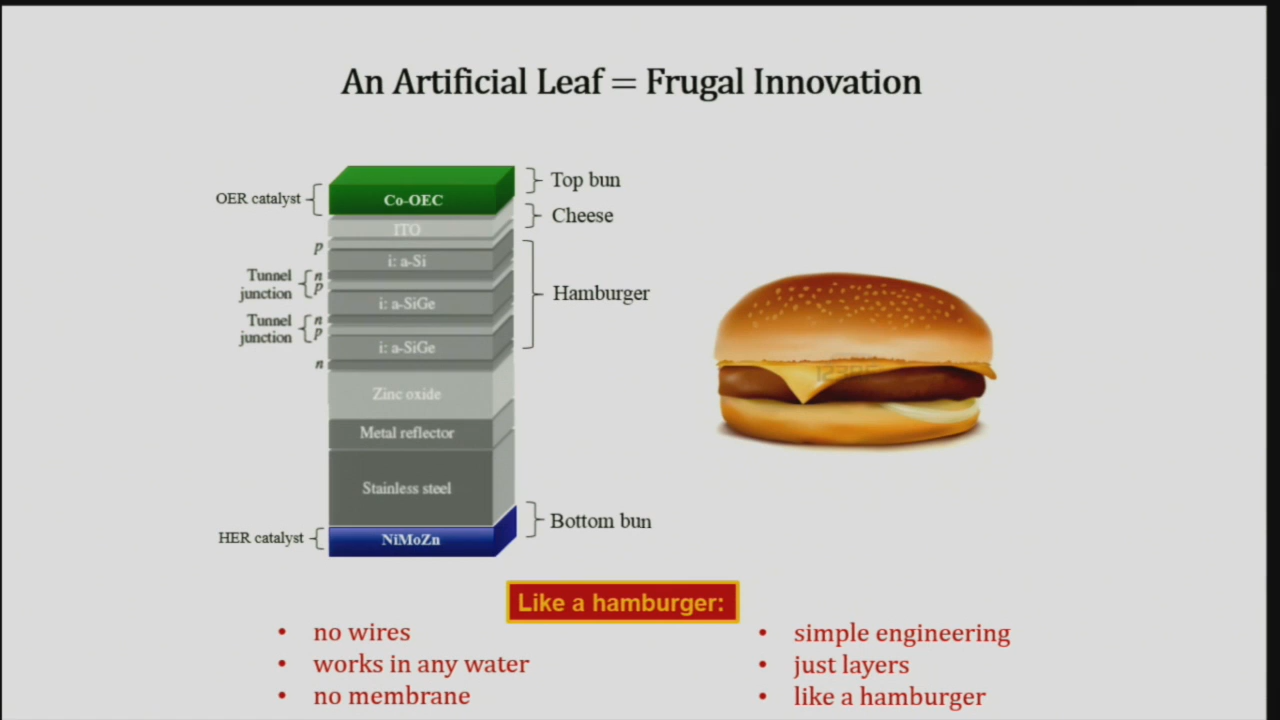 An Artificial Leaf = Frugal Innovation
OER catalyst
Co-OEC
Top bun
Cheese
ITO
p
i: a-Si
Tunnel
junction
n
p
i: a-SiGe
Hamburger
Tunnel
junction
n
p
i: a-SiGe
n
Zinc oxide
Metal reflector
Stainless steel
HER catalyst
NiMoZn
Bottom bun
Like a hamburger:
• no wires
• works in any water
• no membrane
• simple engineering
• just layers
• like a hamburger